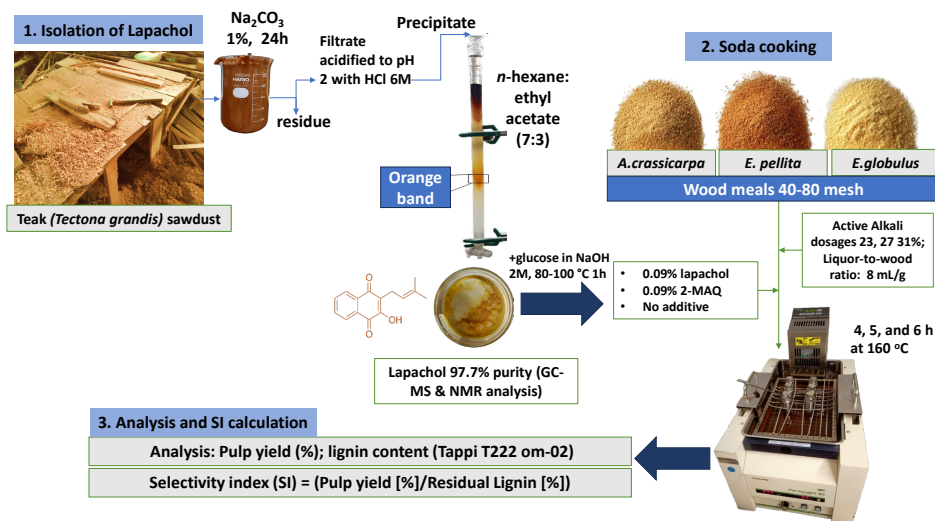 1. Isolation of Lapachol
Na₂CO₃
1%, 24h
Filtrate
acidified to pH
2 with HCl 6M
residue
Precipitate
n-hexane:
ethyl
acetate
(7:3)
Orange
band
Teak (Tectona grandis) sawdust
2. Soda cooking
A.crassicarpa
E. pellita
E.globulus
Wood meals 40-80 mesh
Active Alkali
dosages 23, 27 31%;
Liquor-to-wood
ratio: 8 mL/g
+glucose in NaOH
2M, 80-100 °C 1h
• 0.09% lapachol
• 0.09% 2-MAQ
• No additive
O
OH
O
Lapachol 97.7% purity (GC-
MS & NMR analysis)
4, 5, and 6 h
at 160 °C
3. Analysis and SI calculation
Analysis: Pulp yield (%); lignin content (Tappi T222 om-02)
Selectivity index (SI) = (Pulp yield [%]/Residual Lignin [%])